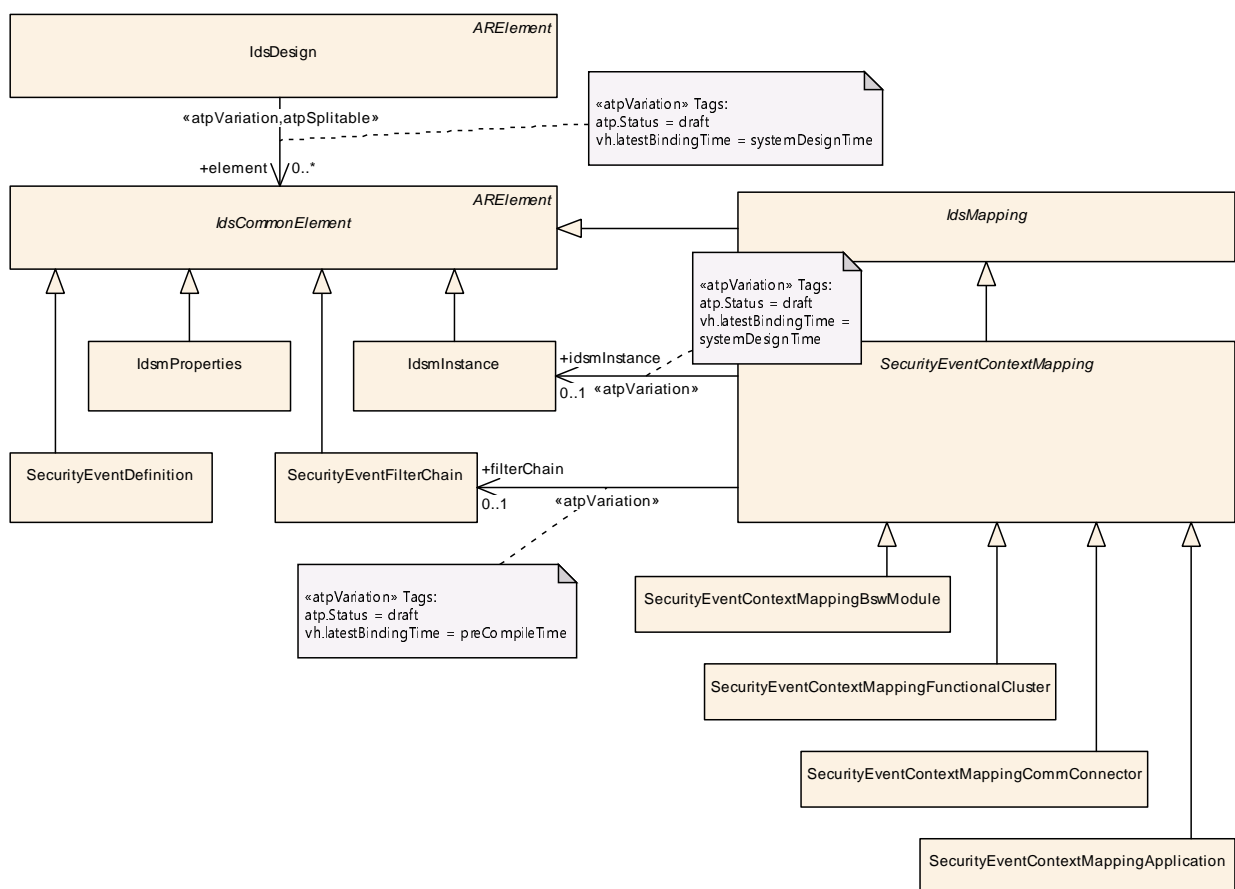 ARElement
IdsDesign
«atpVariation,atpSplitable»
«atpVariation» Tags:
atp.Status = draft
vh.latestBindingTime = systemDesignTime
+element
0..*
ARElement
IdsCommonElement
IdsMapping
«atpVariation» Tags:
atp.Status = draft
vh.latestBindingTime =
systemDesignTime
IdsmProperties
IdsmInstance
+idsmInstance
0..1
«atpVariation»
SecurityEventContextMapping
SecurityEventDefinition
SecurityEventFilterChain
+filterChain
0..1
«atpVariation»
«atpVariation» Tags:
atp.Status = draft
vh.latestBindingTime = preCompileTime
SecurityEventContextMappingBswModule
SecurityEventContextMappingFunctionalCluster
SecurityEventContextMappingCommConnector
SecurityEventContextMappingApplication